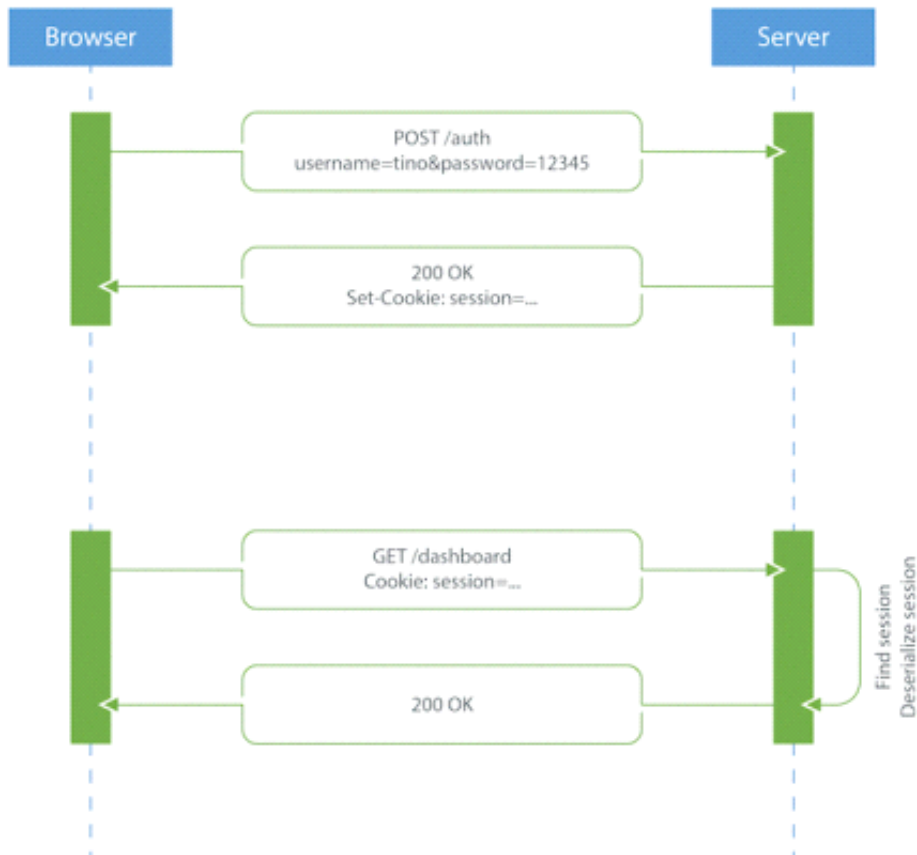 Browser
Server
POST /auth
username=tino&password=12345
200 OK
Set-Cookie: session=...
GET /dashboard
Cookie: session=...
Find session
Deserialize session
200 OK